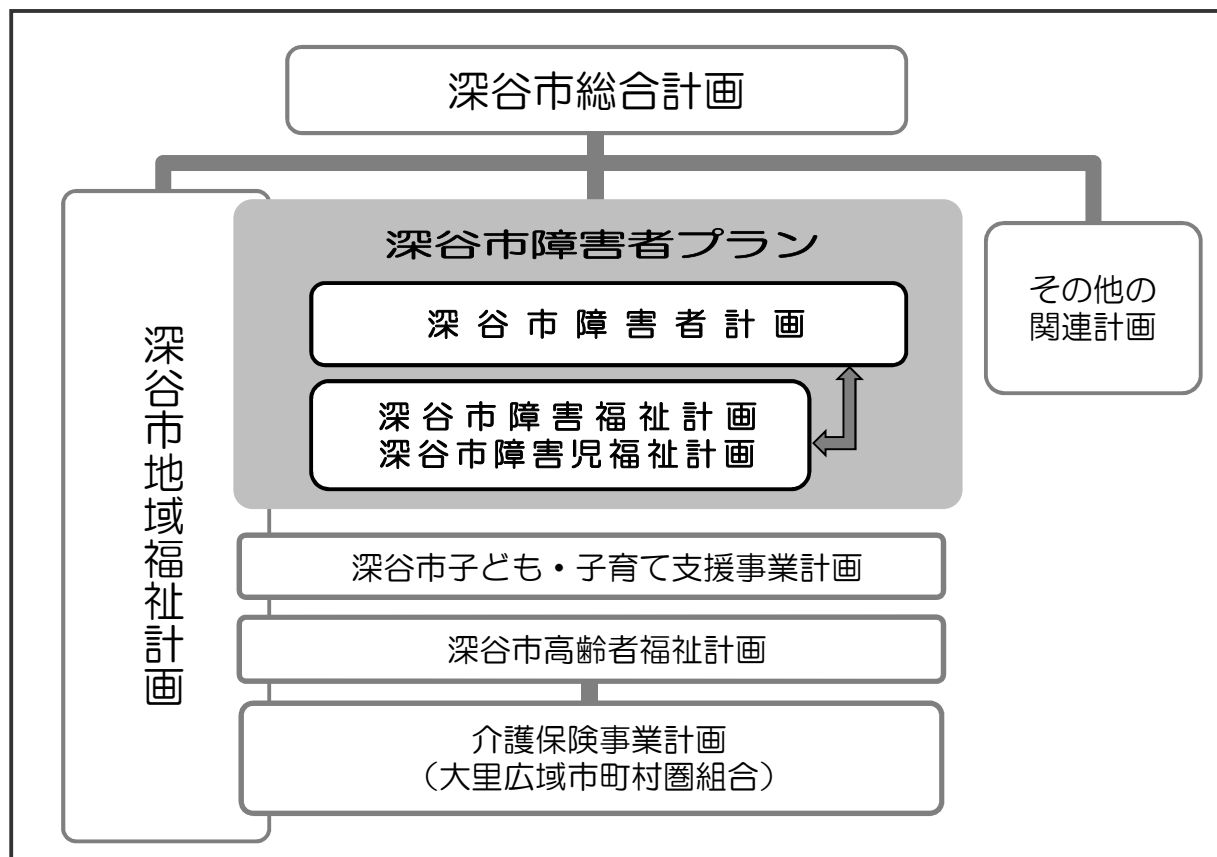 深谷市総合計画
深谷市地域福祉計画
深谷市障害者プラン
深谷市障害者計画
深谷市障害福祉計画
深谷市障害児福祉計画
その他の
関連計画
深谷市子ども・子育て支援事業計画
深谷市高齢者福祉計画
介護保険事業計画
（大里広域市町村圏組合）